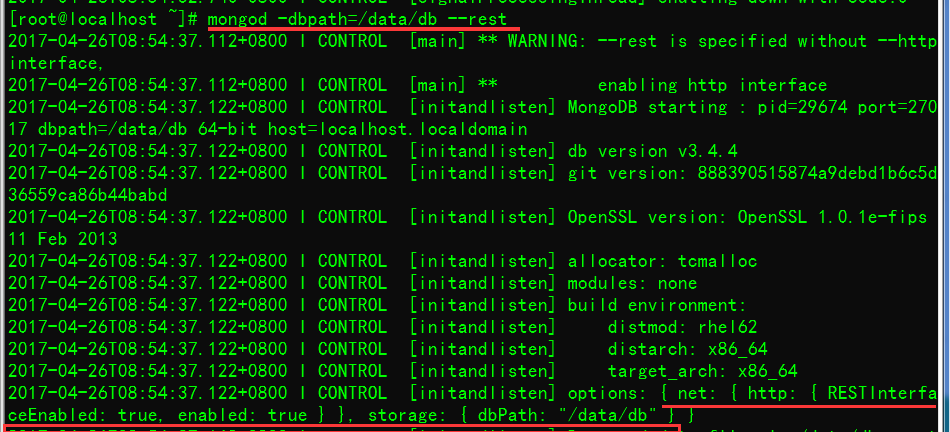 [root@localhost ~]# mongod -dbpath=/data/db --rest
2017-04-26T08:54:37.112+0800 I CONTROL  [main] ** WARNING: --rest is specified without --http
interface,
2017-04-26T08:54:37.112+0800 I CONTROL  [main] **          enabling http interface
2017-04-26T08:54:37.122+0800 I CONTROL  [initandlisten] MongoDB starting : pid=29674 port=270
17 dbpath=/data/db 64-bit host=localhost.localdomain
2017-04-26T08:54:37.122+0800 I CONTROL  [initandlisten] db version v3.4.4
2017-04-26T08:54:37.122+0800 I CONTROL  [initandlisten] git version: 888390515874a9debd1b6c5d
36559ca86b44babd
2017-04-26T08:54:37.122+0800 I CONTROL  [initandlisten] OpenSSL version: OpenSSL 1.0.1e-fips
11 Feb 2013
2017-04-26T08:54:37.122+0800 I CONTROL  [initandlisten] allocator: tcmalloc
2017-04-26T08:54:37.122+0800 I CONTROL  [initandlisten] modules: none
2017-04-26T08:54:37.122+0800 I CONTROL  [initandlisten] build environment:
2017-04-26T08:54:37.122+0800 I CONTROL  [initandlisten]     distmod: rhel62
2017-04-26T08:54:37.122+0800 I CONTROL  [initandlisten]     distarch: x86_64
2017-04-26T08:54:37.122+0800 I CONTROL  [initandlisten]     target_arch: x86_64
2017-04-26T08:54:37.122+0800 I CONTROL  [initandlisten] options: { net: { http: { RESTInterfa
ceEnabled: true, enabled: true } }, storage: { dbPath: "/data/db" } }